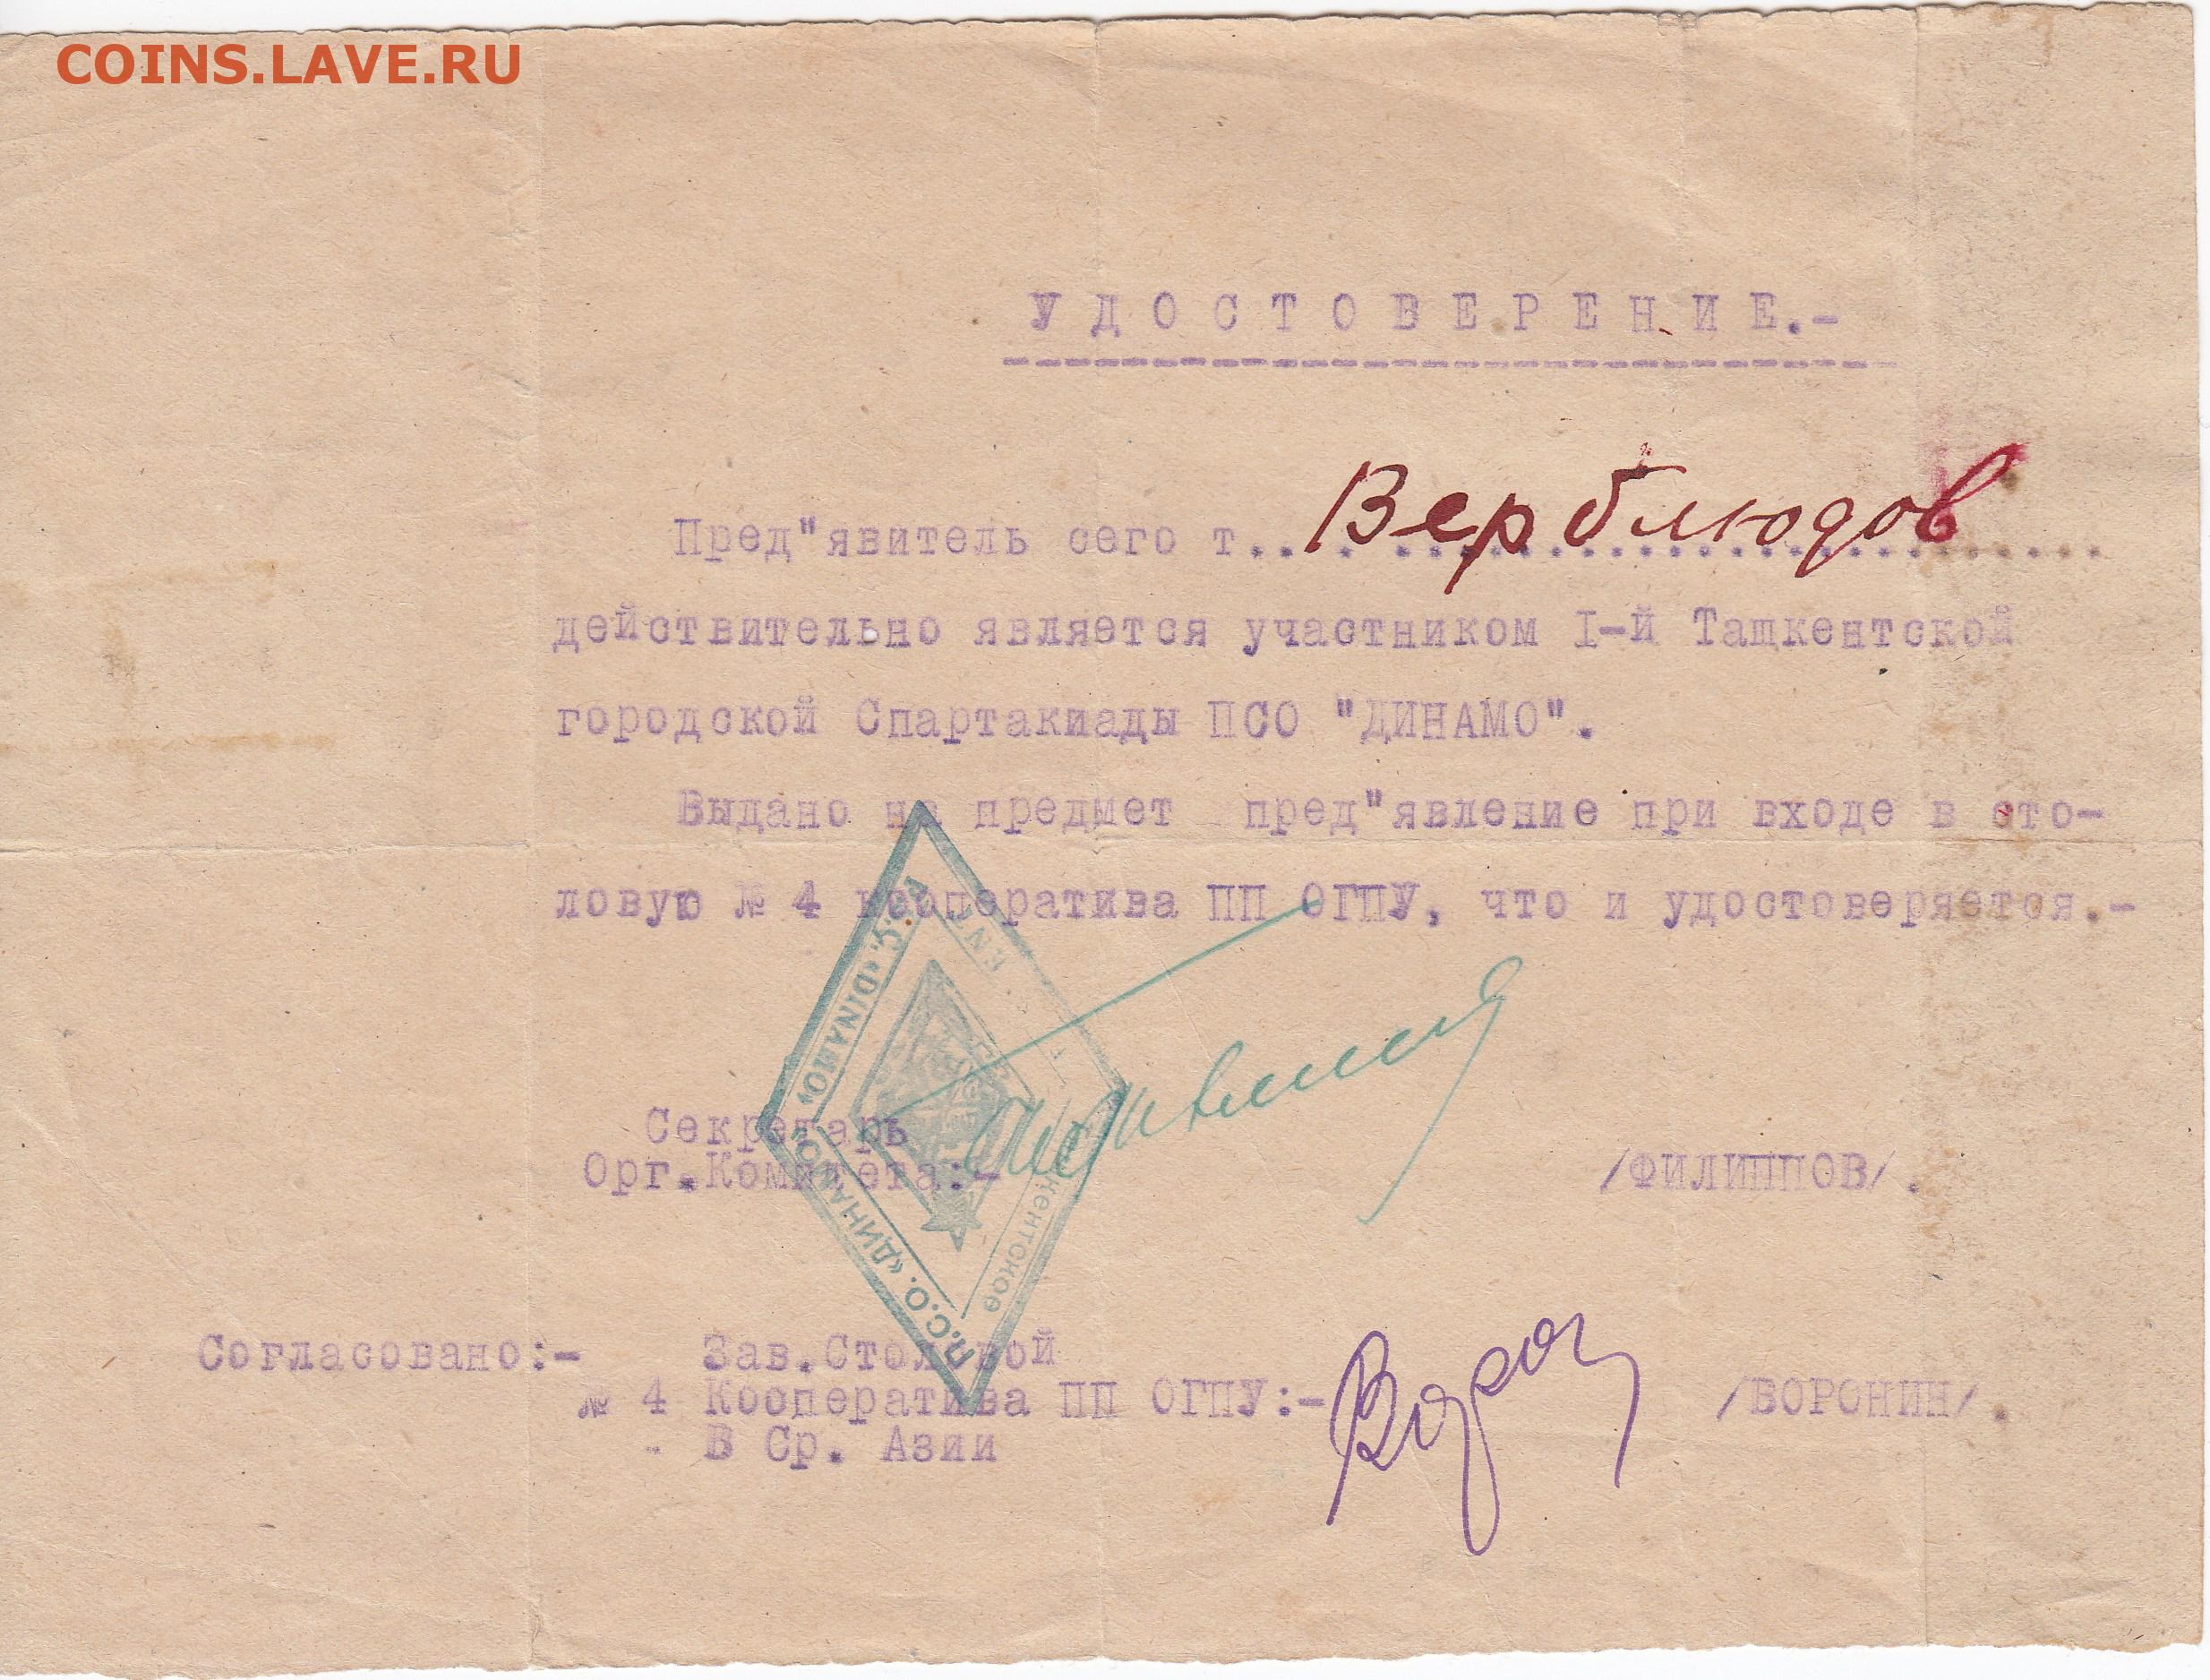 COINS.LAVE.RU
УДОСТОВЕРЕНИЕ.-
Пред"явитель сего т.... Верблюдов
действительно является участником I-й Ташкентской
городской Спартакиады ПСО "ДИНАМО".
Выдано на предмет пред"явление при входе в сто-
ловую № 4 кооператива ПП ОГПУ, что и удостоверяется.-
P.S.C. «DINAMO»
П.С.О. «ДИНАМО»
Секретарь
Орг.Комитета:- /ФИЛИППОВ/.
Согласовано:- Зав.Столовой
№ 4 Кооператива ПП ОГПУ:- /ВОРОНИН/.
В Ср. Азии